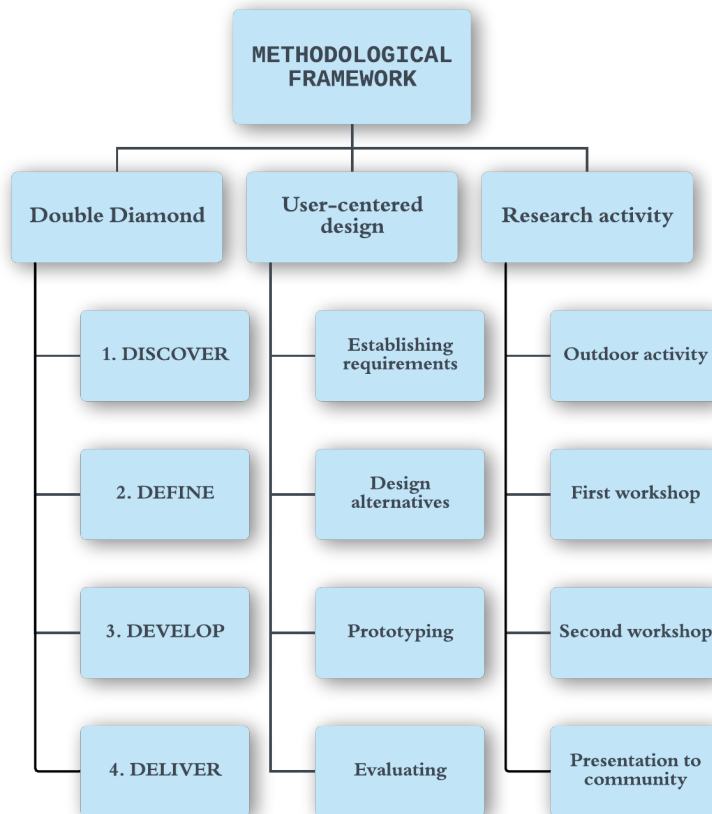 METHODOLOGICAL
FRAMEWORK
Double Diamond
User-centered
design
Research activity
1. DISCOVER
Establishing
requirements
Outdoor activity
2. DEFINE
Design
alternatives
First workshop
3. DEVELOP
Prototyping
Second workshop
4. DELIVER
Evaluating
Presentation to
community